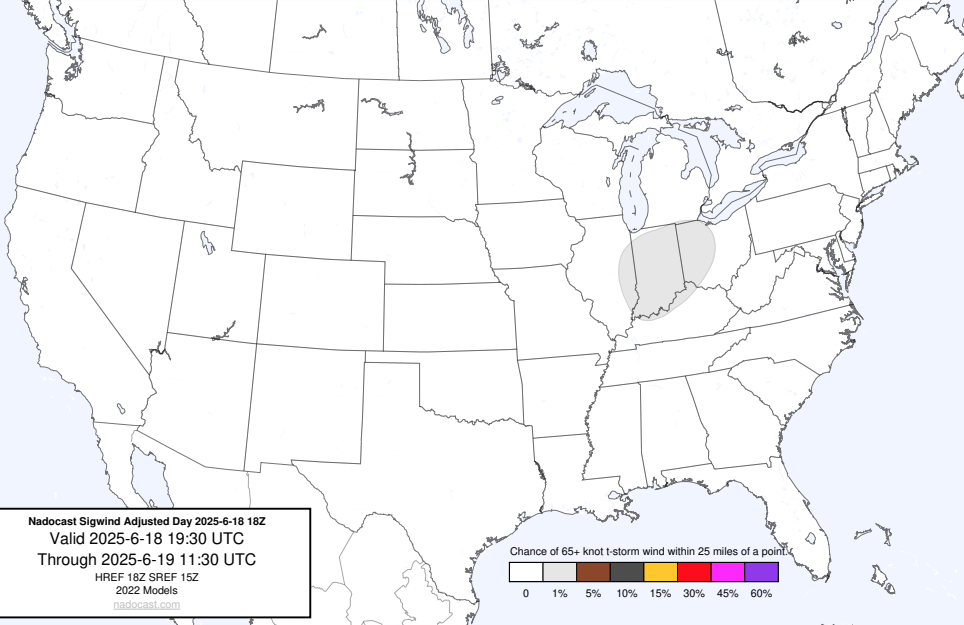 Nadocast Sigwind Adjusted Day 2025-6-18 18Z
Valid 2025-6-18 19:30 UTC
Through 2025-6-19 11:30 UTC
HREF 18Z SREF 15Z
2022 Models
nadocast.com
Chance of 65+ knot t-storm wind within 25 miles of a point.
0 1% 5% 10% 15% 30% 45% 60%